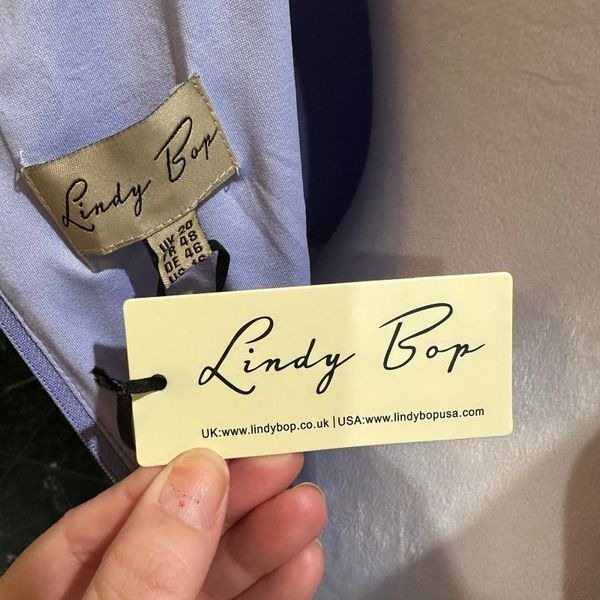 Lindy Bop
UK 20
FR 48
DE 46
Lindy Bop
UK:www.lindybop.co.uk | USA:www.lindybopusa.com